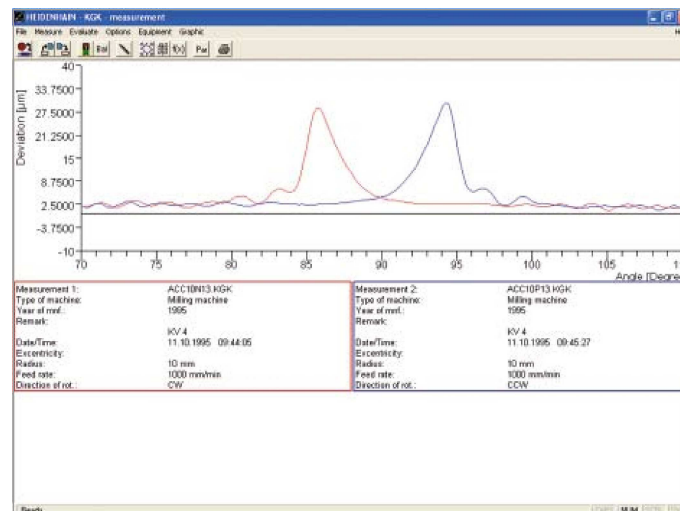 HEIDENHAIN - KGK - measurement
File Measure Evaluate Options Equipment Graphic
Bal f(x) Par
Deviation [µm]
40
33.7500
27.5000
21.2500
15
8.7500
2.5000
-3.7500
-10
70 75 80 85 90 95 100 105
Angle [Degree
Measurement 1: ACC10N13.KGK
Type of machine: Milling machine
Year of mnf.: 1995
Remark:
KV 4
Date/Time: 11.10.1995 09:44:05
Excentricity:
Radius: 10 mm
Feed rate: 1000 mm/min
Direction of rot.: CW
Measurement 2: ACC10P13.KGK
Type of machine: Milling machine
Year of mnf.: 1995
Remark:
KV 4
Date/Time: 11.10.1995 09:45:27
Excentricity:
Radius: 10 mm
Feed rate: 1000 mm/min
Direction of rot.: CCW
Ready
NUM